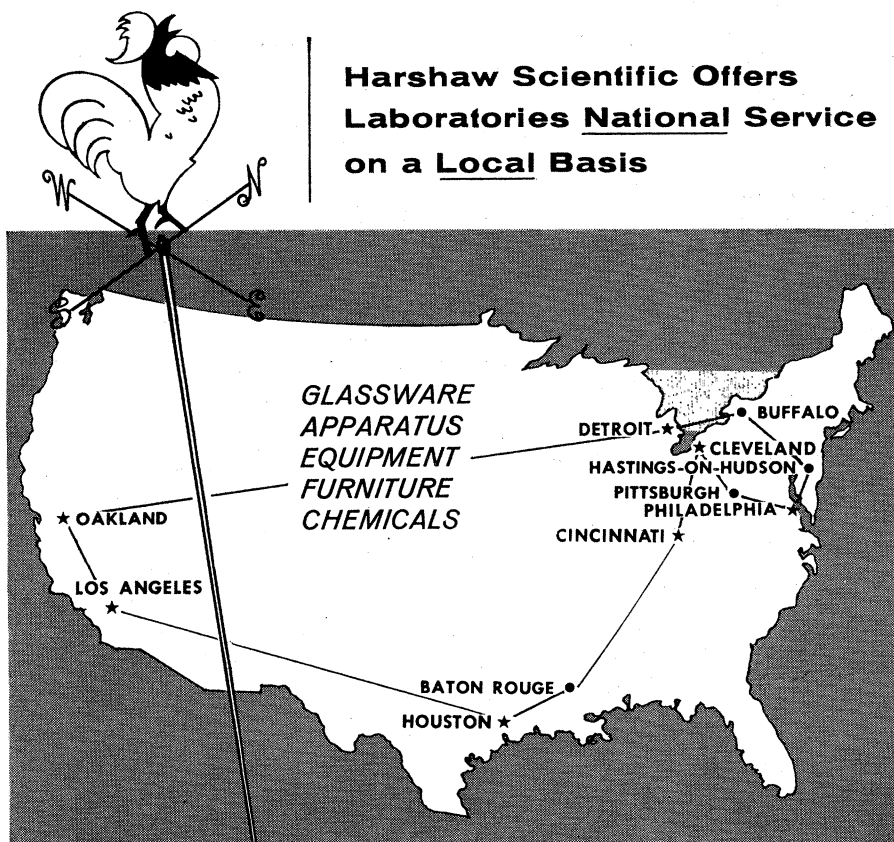 Harshaw Scientific Offers
Laboratories National Service
on a Local Basis
W
N
S
E
GLASSWARE
APPARATUS
EQUIPMENT
FURNITURE
CHEMICALS
DETROIT
BUFFALO
CLEVELAND
HASTINGS-ON-HUDSON
PITTSBURGH
PHILADELPHIA
OAKLAND
CINCINNATI
LOS ANGELES
BATON ROUGE
HOUSTON